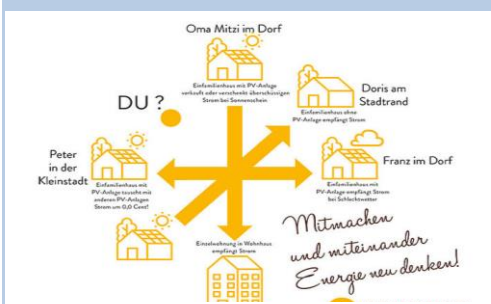 Oma Mitzi im Dorf
Einfamilienhaus mit PV-Anlage
verkauft oder verschenkt überschüssigen
Strom bei Sonnenschein
DU ?
Doris am
Stadtrand
Einfamilienhaus ohne
PV-Anlage empfängt Strom
Peter
in der
Kleinstadt
Einfamilienhaus mit
PV-Anlage tauscht mit
anderen PV-Anlagen
Strom um 0,0 Cent!
Franz im Dorf
Einfamilienhaus mit
PV-Anlage empfängt Strom
bei Schlechtwetter
Einzelwohnung in Wohnhaus
empfängt Strom
Mitmachen
und miteinander
Energie neu denken!